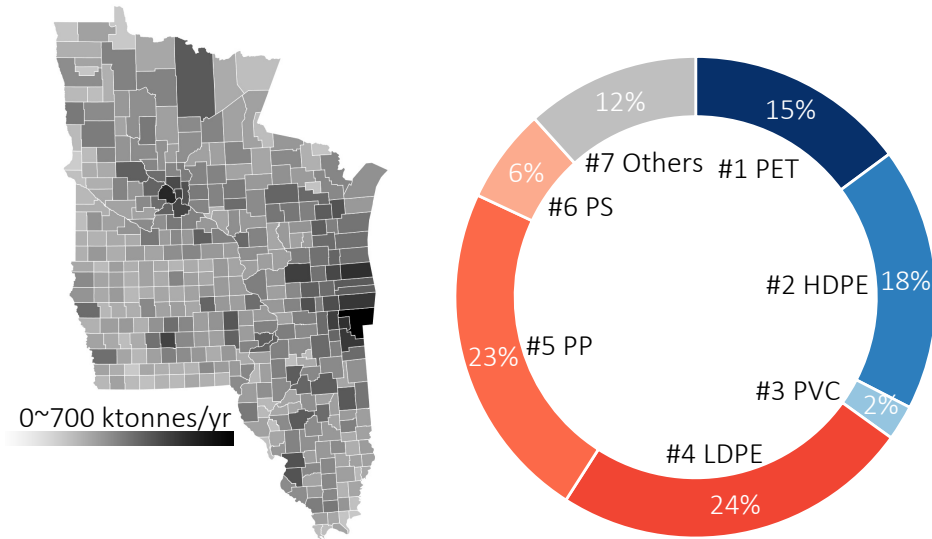 0~700 ktonnes/yr
12%
15%
#7 Others
#1 PET
6%
#6 PS
#2 HDPE
18%
#5 PP
23%
#3 PVC
2%
#4 LDPE
24%